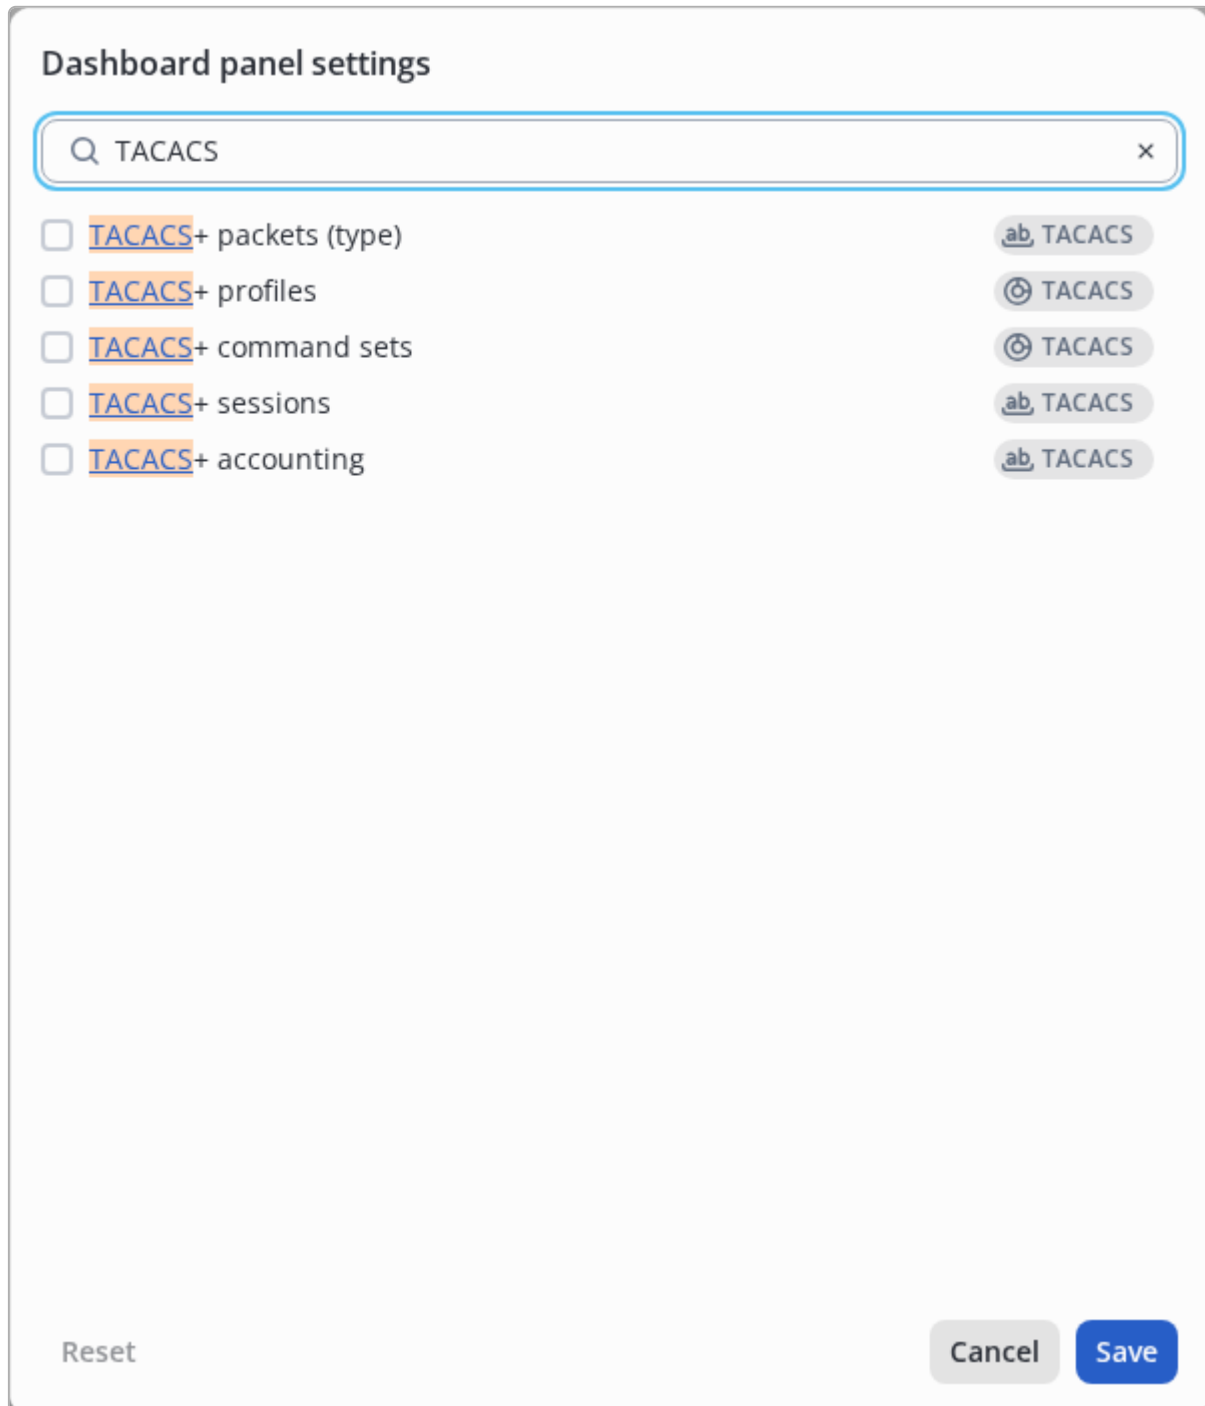 Dashboard panel settings
TACACS
TACACS+ packets (type) ab TACACS
TACACS+ profiles TACACS
TACACS+ command sets TACACS
TACACS+ sessions ab TACACS
TACACS+ accounting ab TACACS
Reset Cancel Save